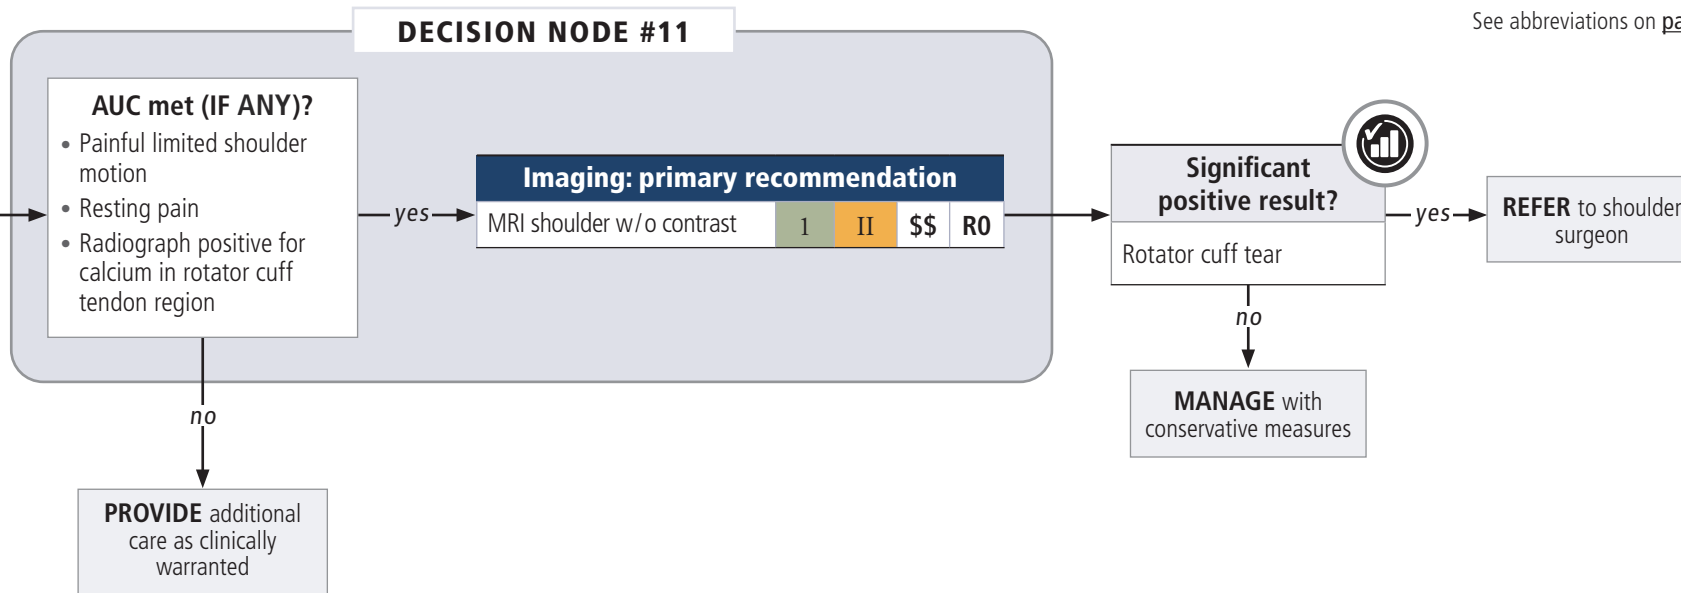 DECISION NODE #11
See abbreviations on
AUC met (IF ANY)?
• Painful limited shoulder
motion
• Resting pain
• Radiograph positive for
calcium in rotator cuff
tendon region
yes
Imaging: primary recommendation
MRI shoulder w/o contrast 1 II $$ R0
Significant
positive result?
Rotator cuff tear
yes
REFER to shoulder
surgeon
no
MANAGE with
conservative measures
no
PROVIDE additional
care as clinically
warranted